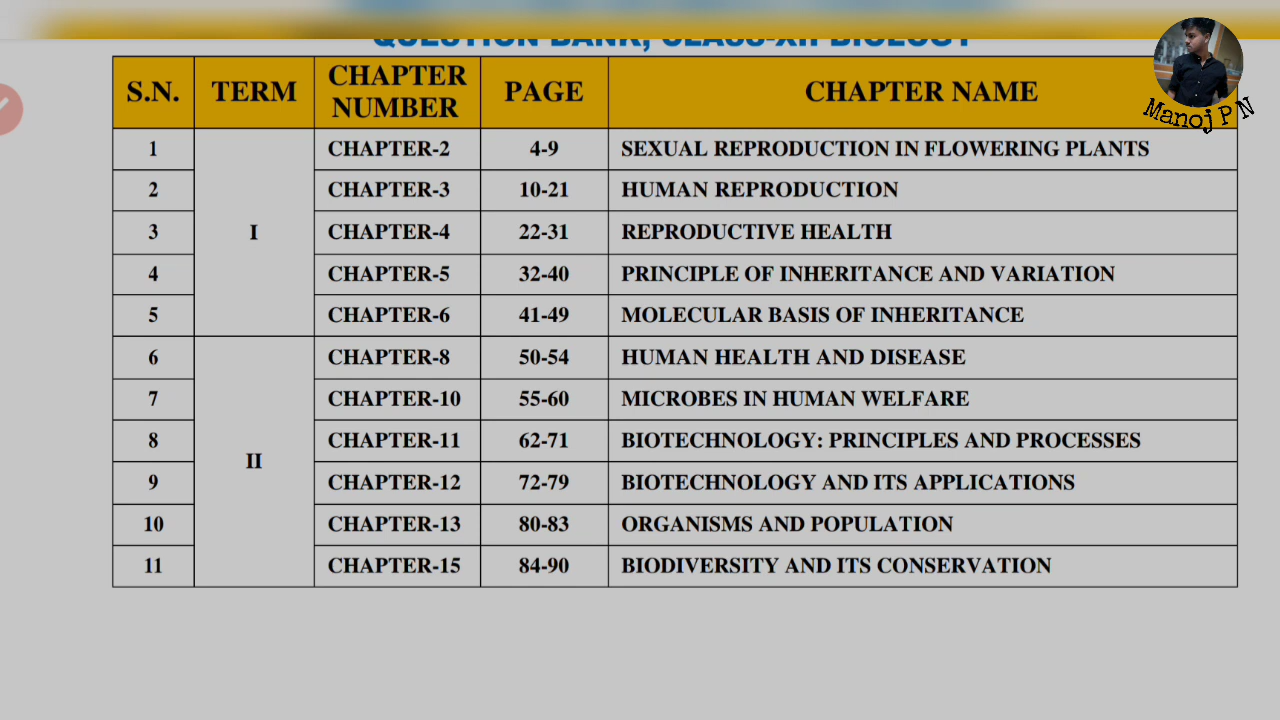 QUESTION BANK, CLASS-XII BIOLOGY
S.N. TERM CHAPTER NUMBER PAGE CHAPTER NAME
1 I CHAPTER-2 4-9 SEXUAL REPRODUCTION IN FLOWERING PLANTS
2 CHAPTER-3 10-21 HUMAN REPRODUCTION
3 CHAPTER-4 22-31 REPRODUCTIVE HEALTH
4 CHAPTER-5 32-40 PRINCIPLE OF INHERITANCE AND VARIATION
5 CHAPTER-6 41-49 MOLECULAR BASIS OF INHERITANCE
6 II CHAPTER-8 50-54 HUMAN HEALTH AND DISEASE
7 CHAPTER-10 55-60 MICROBES IN HUMAN WELFARE
8 CHAPTER-11 62-71 BIOTECHNOLOGY: PRINCIPLES AND PROCESSES
9 CHAPTER-12 72-79 BIOTECHNOLOGY AND ITS APPLICATIONS
10 CHAPTER-13 80-83 ORGANISMS AND POPULATION
11 CHAPTER-15 84-90 BIODIVERSITY AND ITS CONSERVATION
Manoj P N